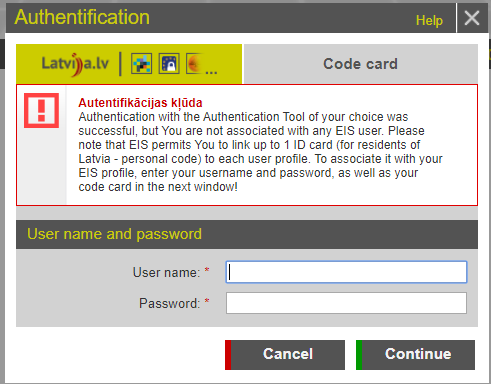 Authentification
Help
Latvija.lv
...
Code card
Autentifikācijas kļūda
Authentication with the Authentication Tool of your choice was
successful, but You are not associated with any EIS user. Please
note that EIS permits You to link up to 1 ID card (for residents of
Latvia - personal code) to each user profile. To associate it with your
EIS profile, enter your username and password, as well as your
code card in the next window!
User name and password
User name: *
Password: *
Cancel
Continue